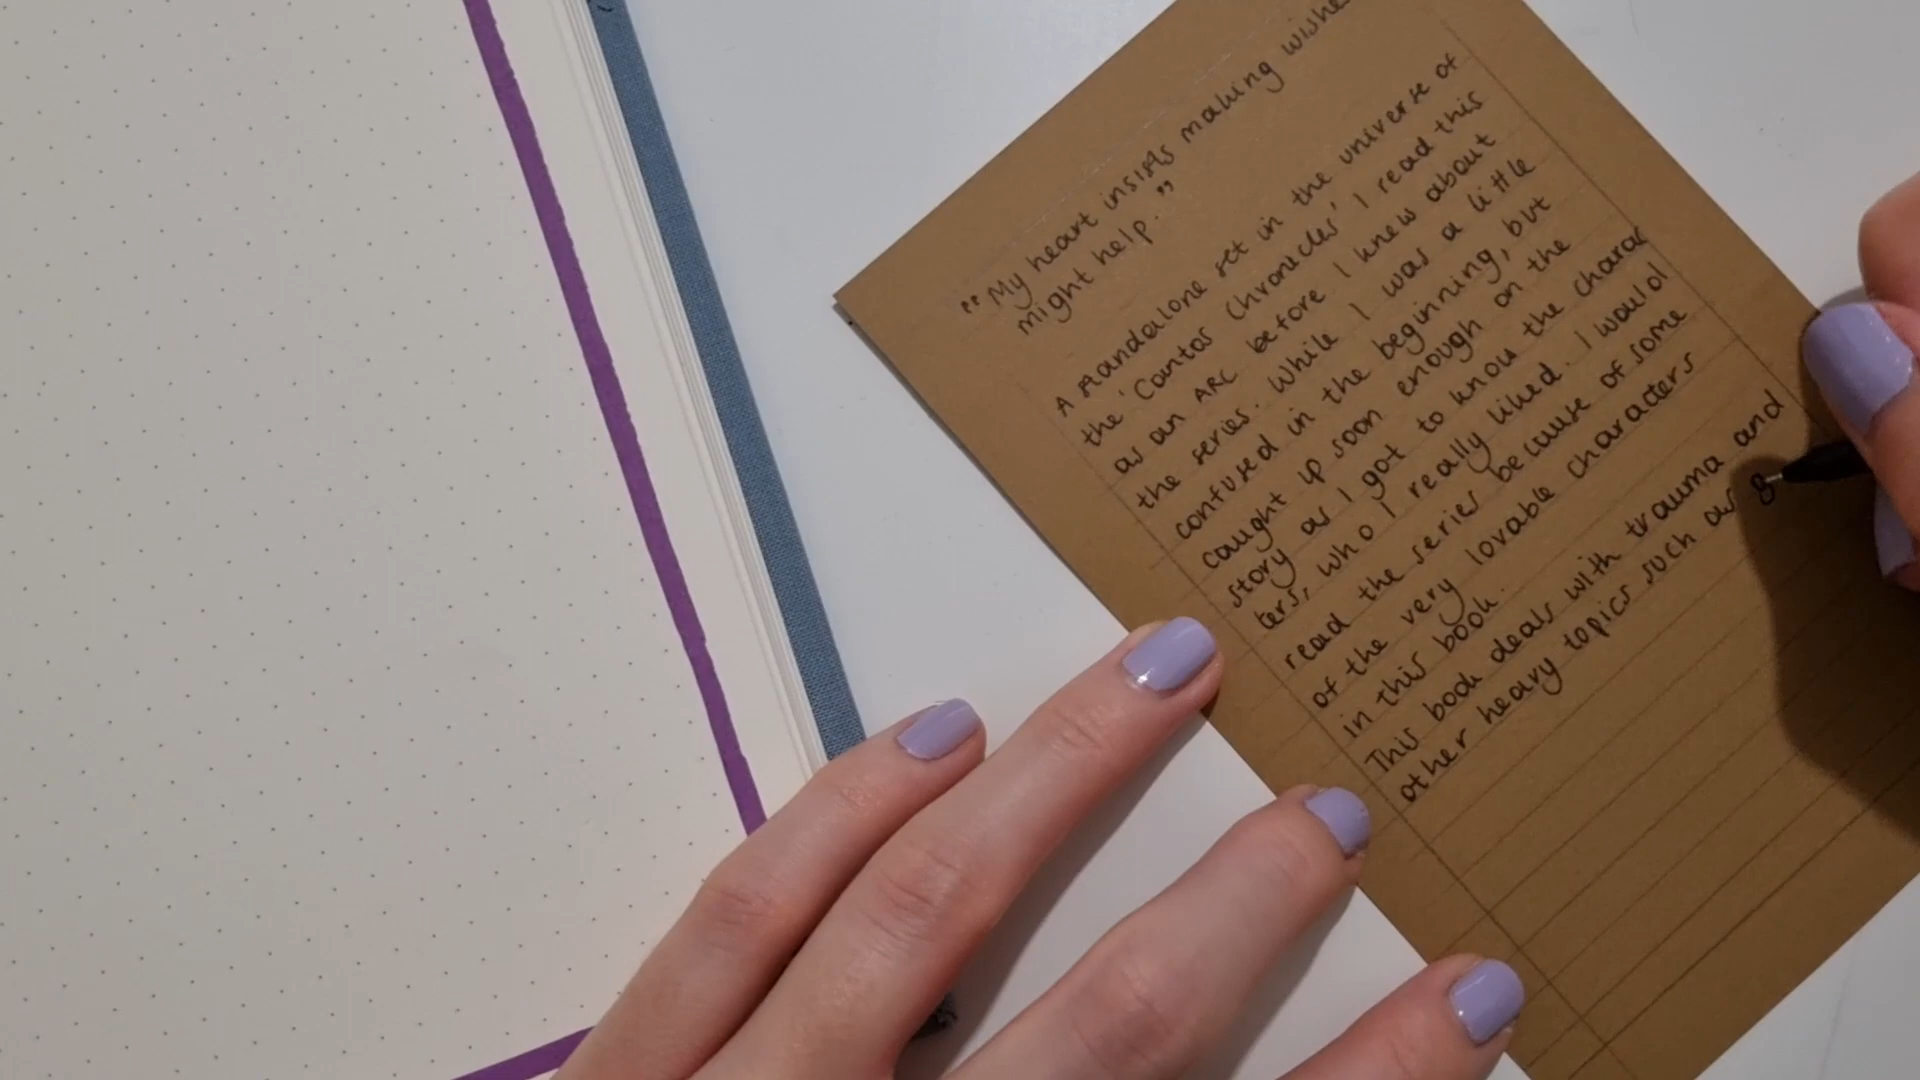 "My heart insists making wishes
might help."
A standalone set in the universe of
the 'Cantos Chronicles' I read this
as an ARC before I knew about
the series. While I was a little
confused in the beginning, but
caught up soon enough on the
story as I got to know the charac
ters, who I really liked. I would
read the series because of some
of the very lovable characters
in this book.
This book deals with trauma and
other heavy topics such as